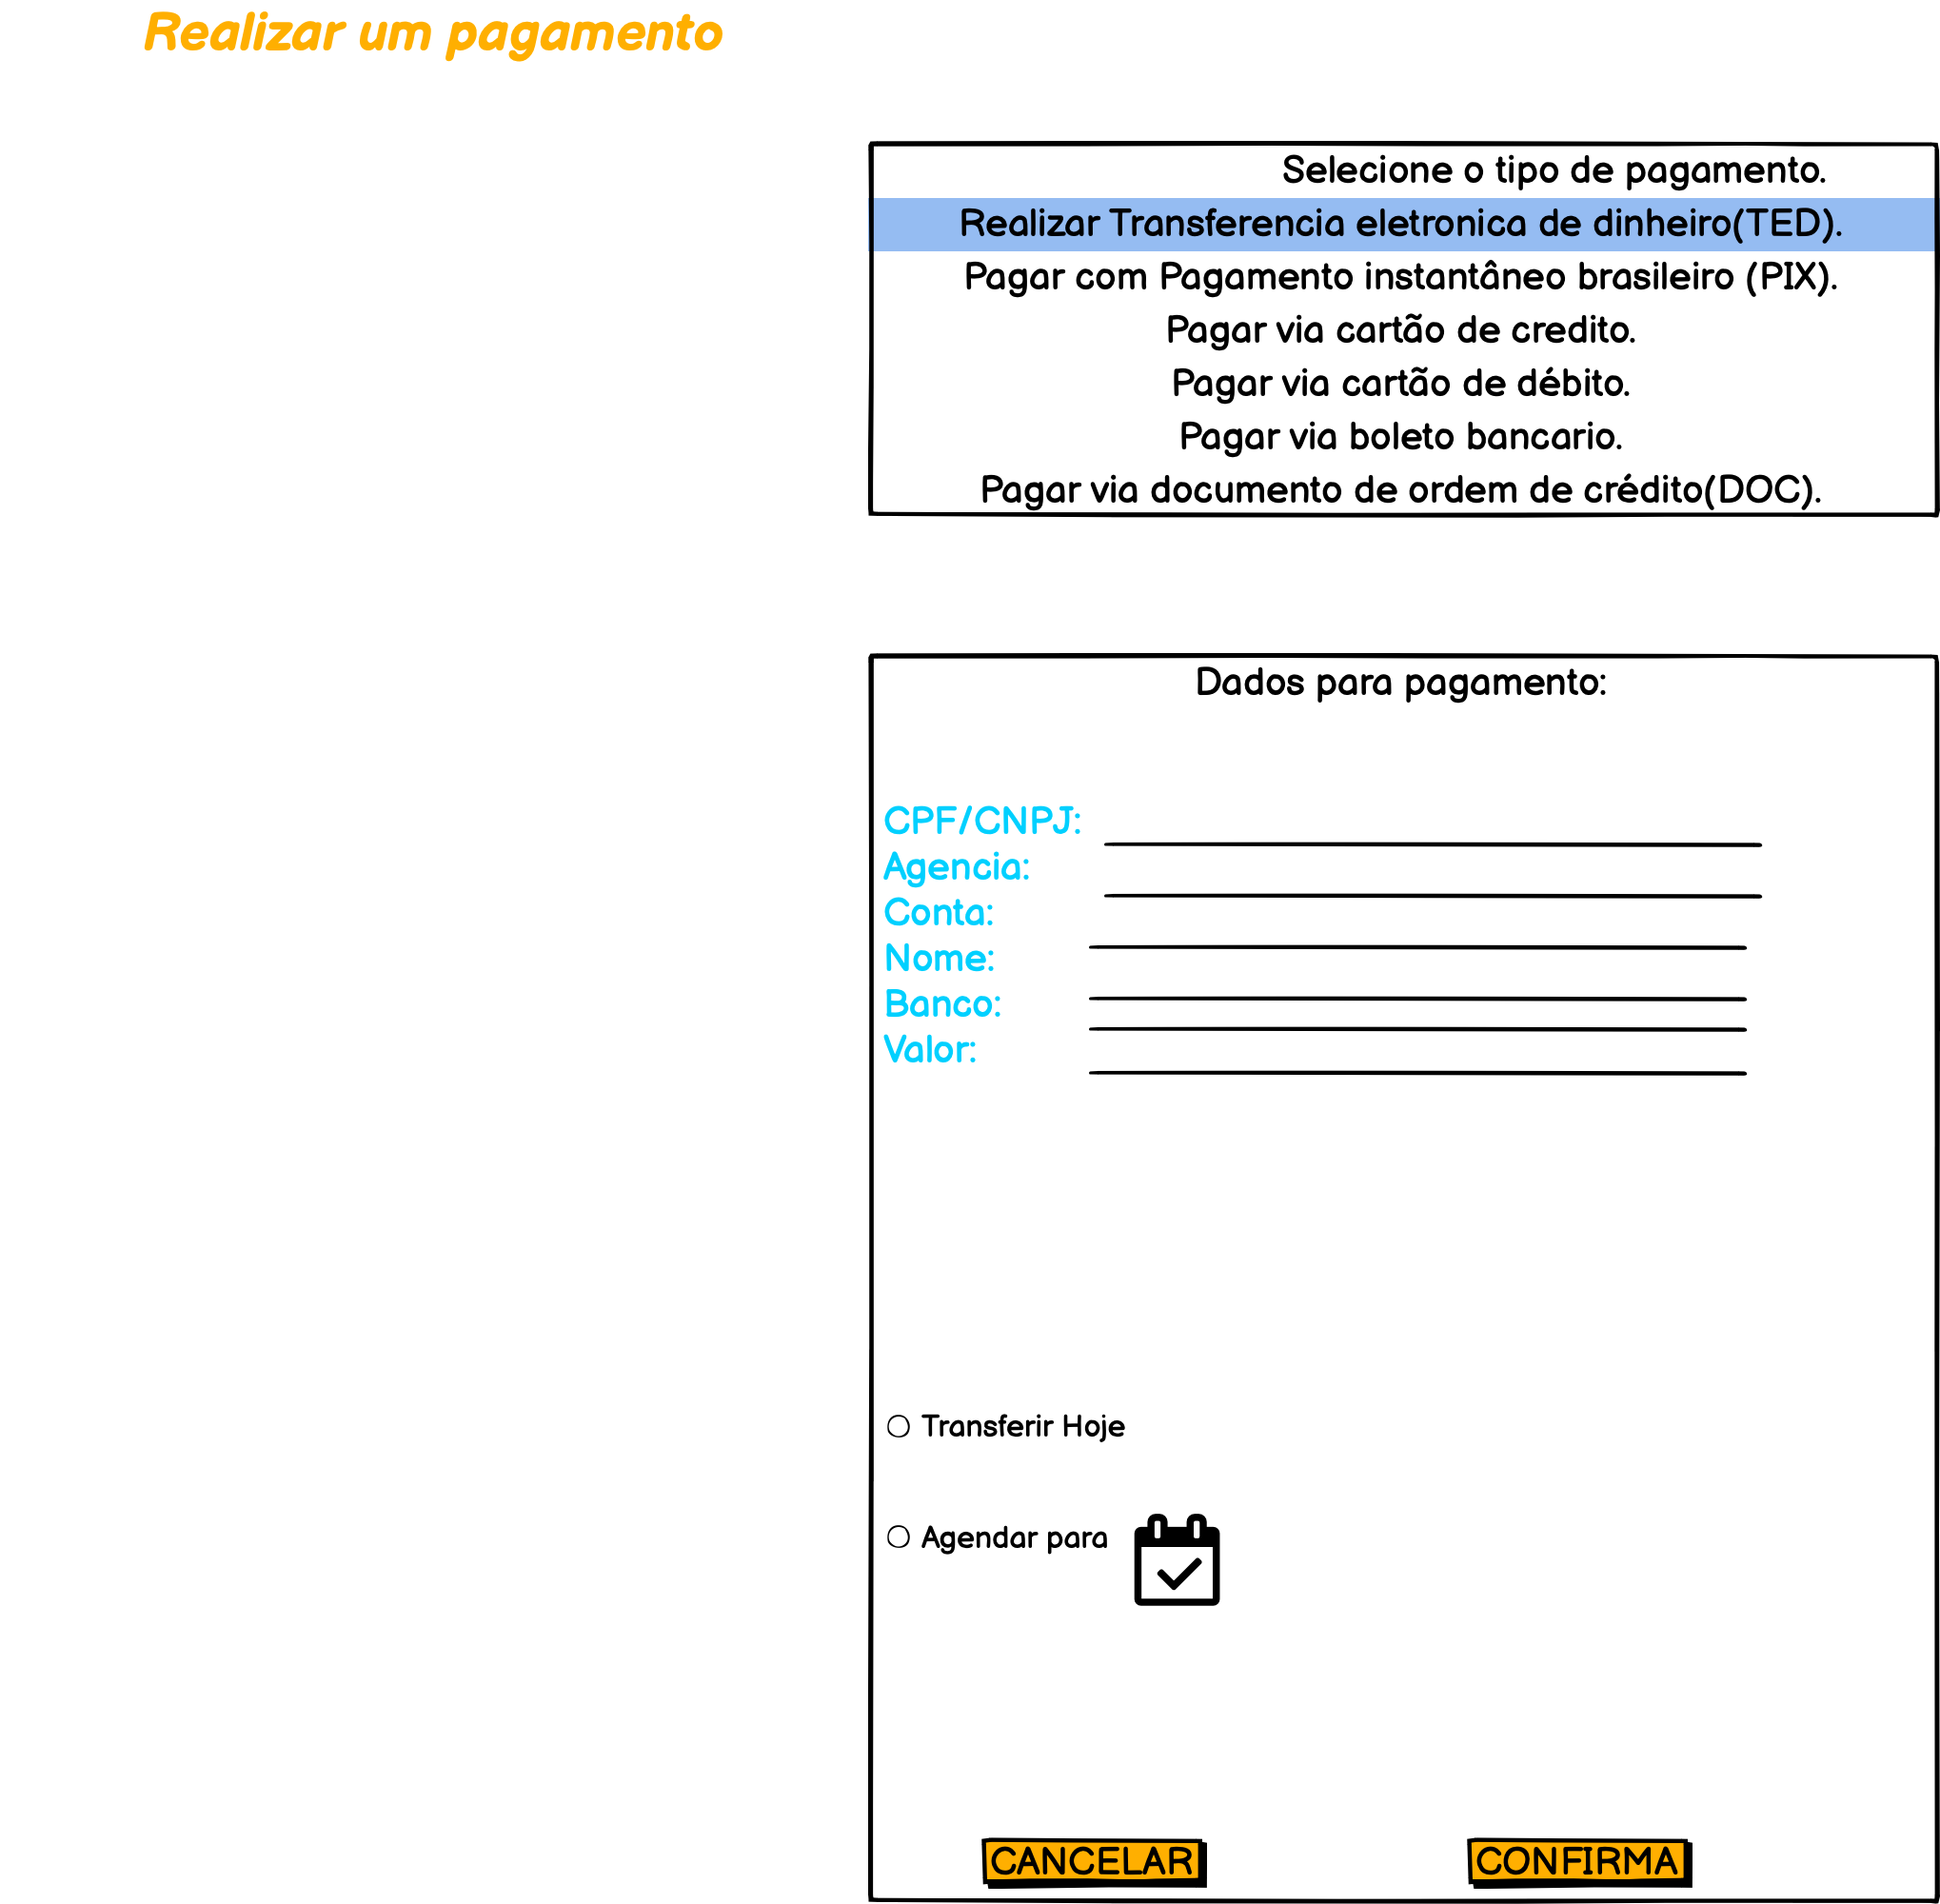 Realizar um pagamento
Selecione o tipo de pagamento.
Realizar Transferencia eletronica de dinheiro(TED).
Pagar com Pagamento instantâneo brasileiro (PIX).
Pagar via cartão de credito.
Pagar via cartão de débito.
Pagar via boleto bancario.
Pagar via documento de ordem de crédito(DOC).
Dados para pagamento:
CPF/CNPJ:
Agencia:
Conta:
Nome:
Banco:
Valor:
Transferir Hoje
Agendar para
CANCELAR
CONFIRMA